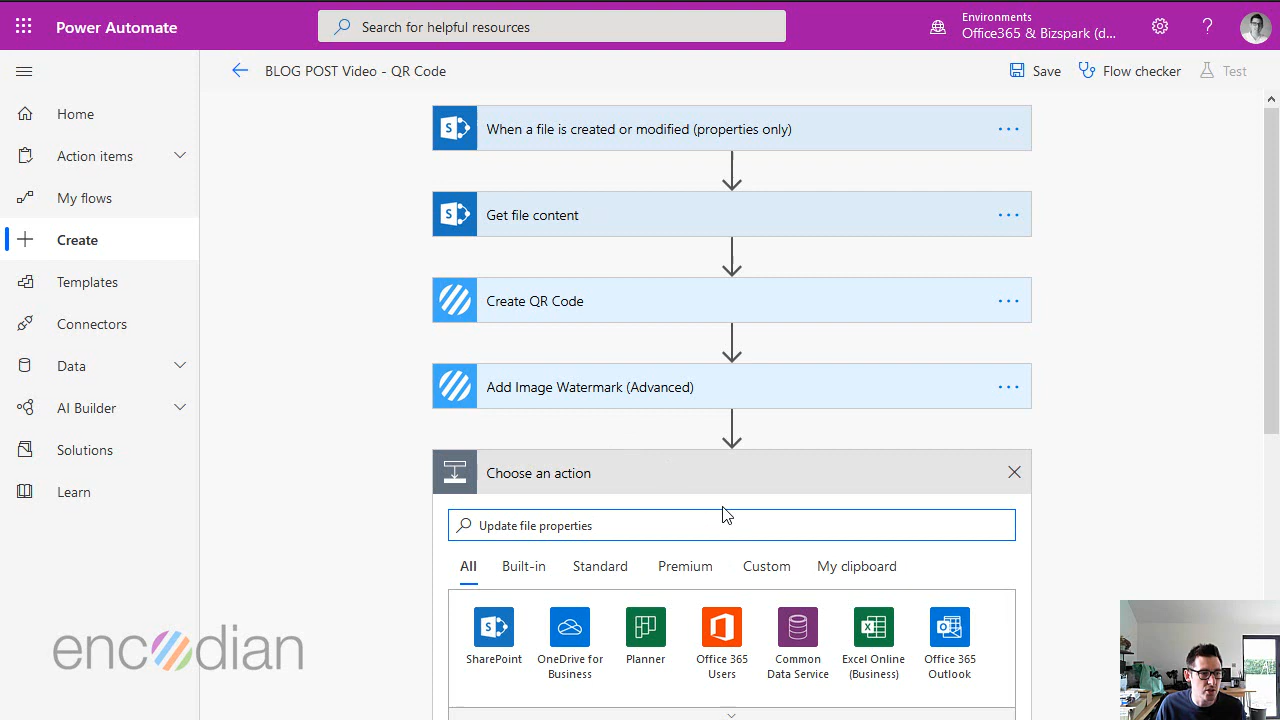 Power Automate
Search for helpful resources
Environments
Office365 & Bizspark (d...
BLOG POST Video - QR Code
Save
Flow checker
Test
Home
Action items
My flows
Create
Templates
Connectors
Data
AI Builder
Solutions
Learn
When a file is created or modified (properties only)
Get file content
Create QR Code
Add Image Watermark (Advanced)
Choose an action
Update file properties
All
Built-in
Standard
Premium
Custom
My clipboard
SharePoint
OneDrive for
Business
Planner
Office 365
Users
Common
Data Service
Excel Online
(Business)
Office 365
Outlook
encodian